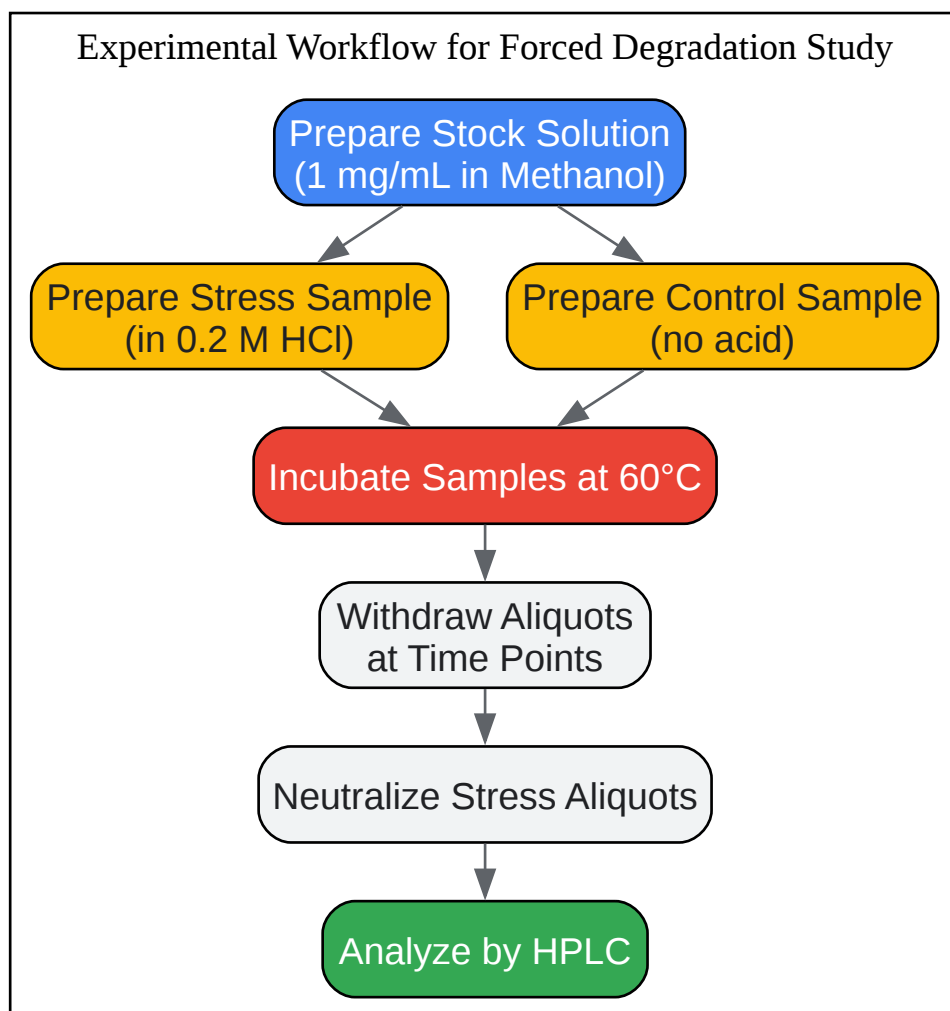 Experimental Workflow for Forced Degradation Study
Prepare Stock Solution
(1 mg/mL in Methanol)
Prepare Stress Sample
(in 0.2 M HCl)
Prepare Control Sample
(no acid)
Incubate Samples at 60°C
Withdraw Aliquots
at Time Points
Neutralize Stress Aliquots
Analyze by HPLC